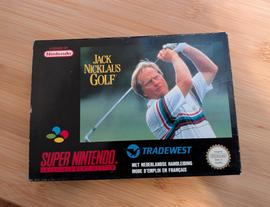 Nintendo
JACK
NICKLAUS
GOLF
SUPER NINTENDO
TRADEWEST
MET NEDERLANDSE HANDLEIDING
MODE D'EMPLOI EN FRANÇAIS